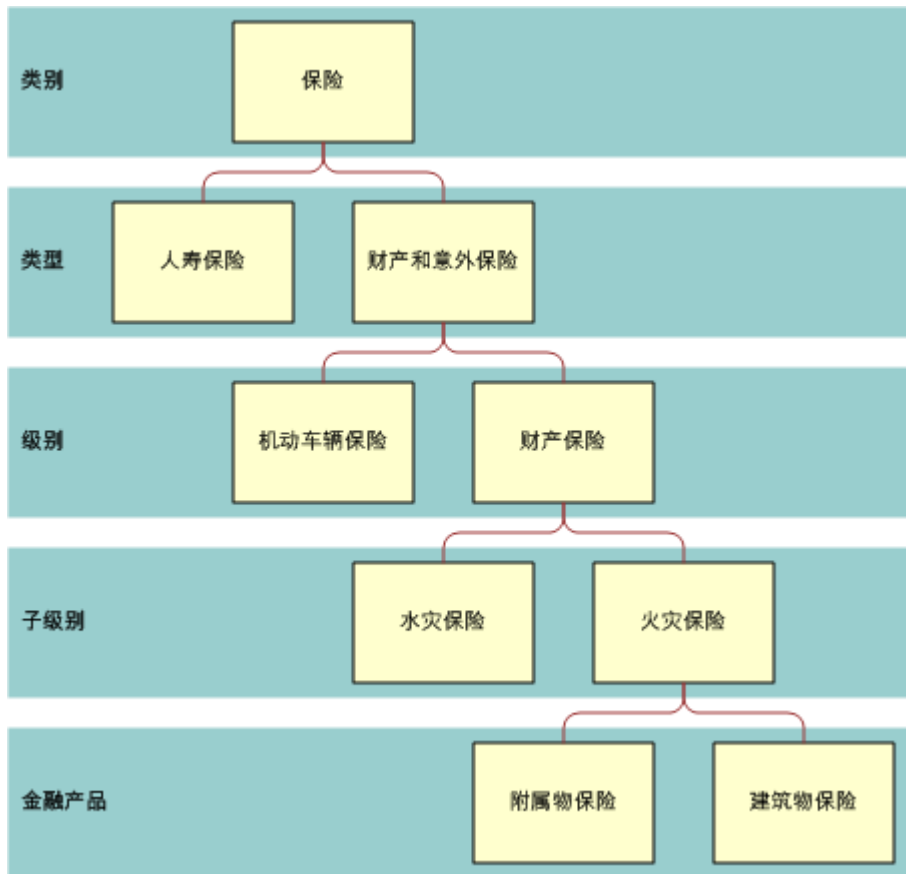 类别
保险
类型
人寿保险
财产和意外保险
级别
机动车辆保险
财产保险
子级别
水灾保险
火灾保险
金融产品
附属物保险
建筑物保险